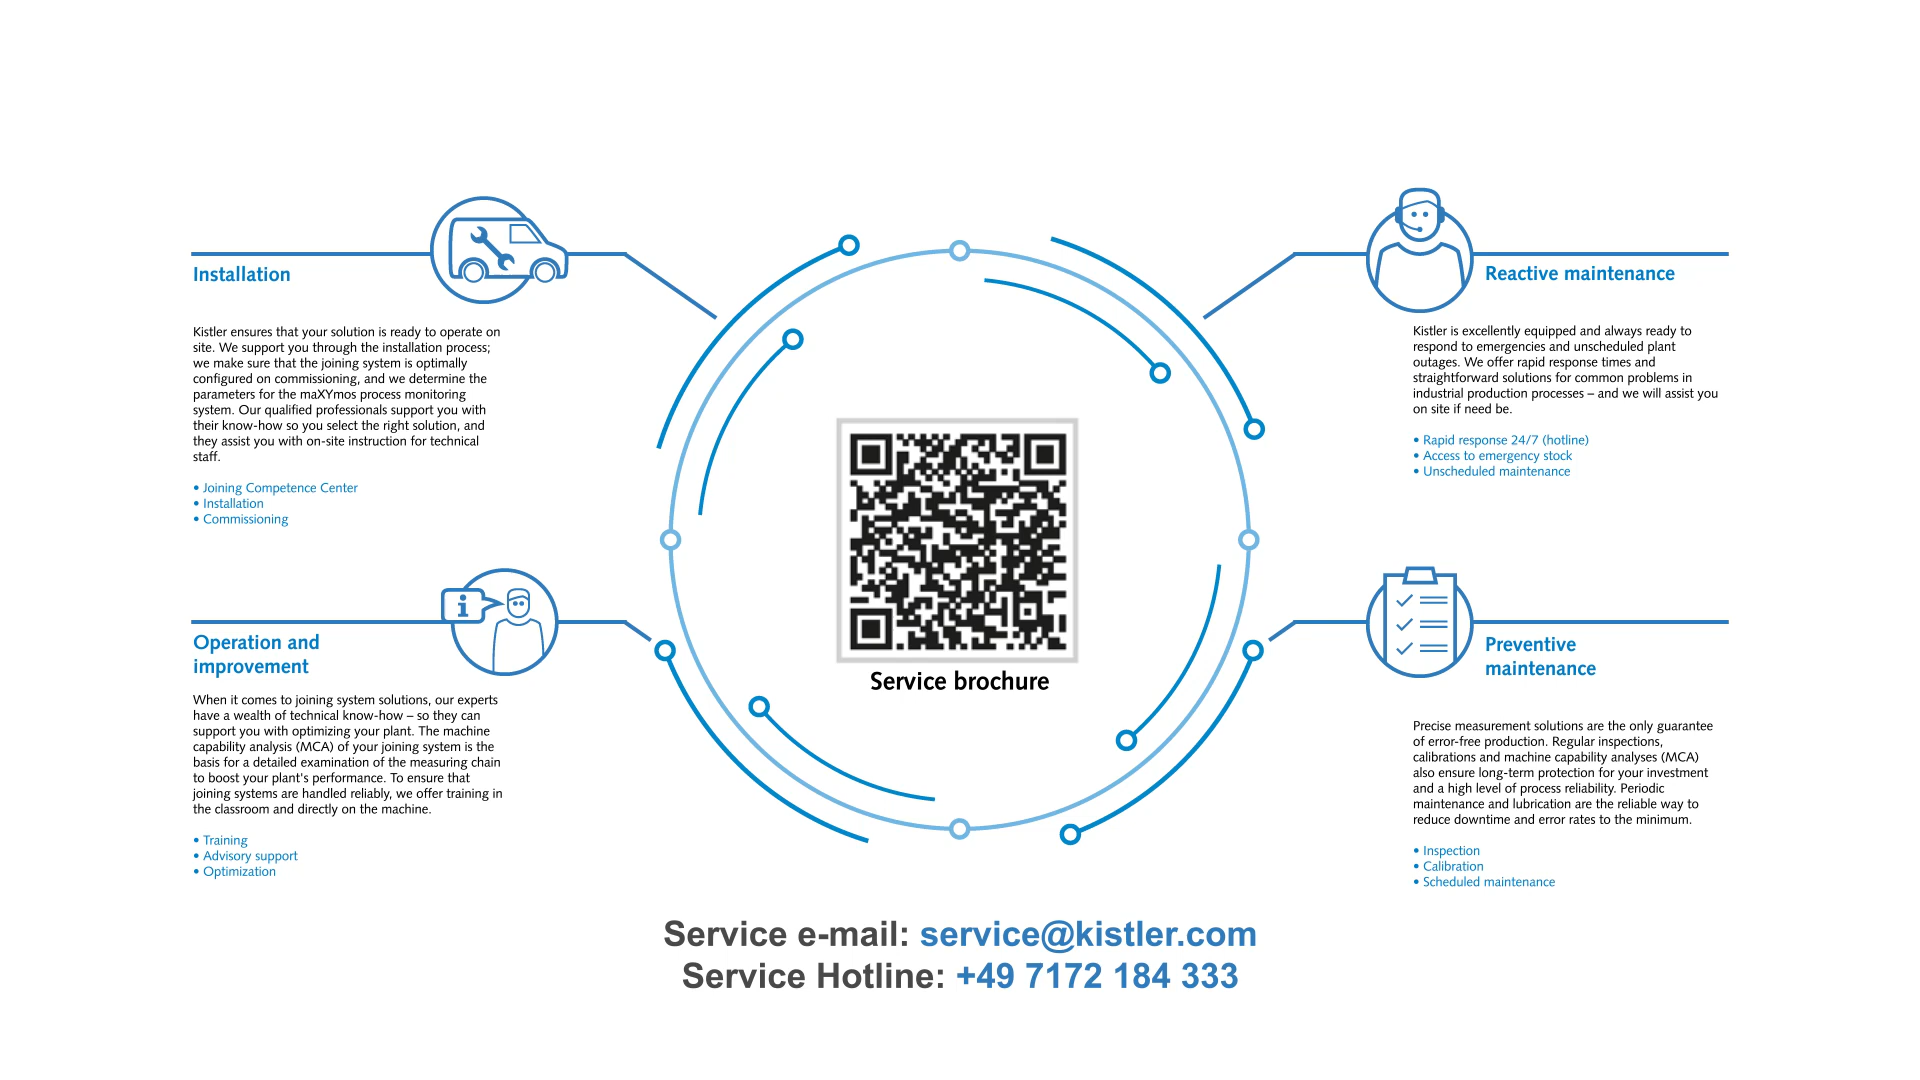 Installation
Kistler ensures that your solution is ready to operate on
site. We support you through the installation process;
we make sure that the joining system is optimally
configured on commissioning, and we determine the
parameters for the maXYmos process monitoring
system. Our qualified professionals support you with
their know-how so you select the right solution, and
they assist you with on-site instruction for technical
staff.
• Joining Competence Center
• Installation
• Commissioning
Reactive maintenance
Kistler is excellently equipped and always ready to
respond to emergencies and unscheduled plant
outages. We offer rapid response times and
straightforward solutions for common problems in
industrial production processes – and we will assist you
on site if need be.
• Rapid response 24/7 (hotline)
• Access to emergency stock
• Unscheduled maintenance
i
Operation and
improvement
When it comes to joining system solutions, our experts
have a wealth of technical know-how – so they can
support you with optimizing your plant. The machine
capability analysis (MCA) of your joining system is the
basis for a detailed examination of the measuring chain
to boost your plant's performance. To ensure that
joining systems are handled reliably, we offer training in
the classroom and directly on the machine.
• Training
• Advisory support
• Optimization
Service brochure
Preventive
maintenance
Precise measurement solutions are the only guarantee
of error-free production. Regular inspections,
calibrations and machine capability analyses (MCA)
also ensure long-term protection for your investment
and a high level of process reliability. Periodic
maintenance and lubrication are the reliable way to
reduce downtime and error rates to the minimum.
• Inspection
• Calibration
• Scheduled maintenance
Service e-mail: service@kistler.com
Service Hotline: +49 7172 184 333